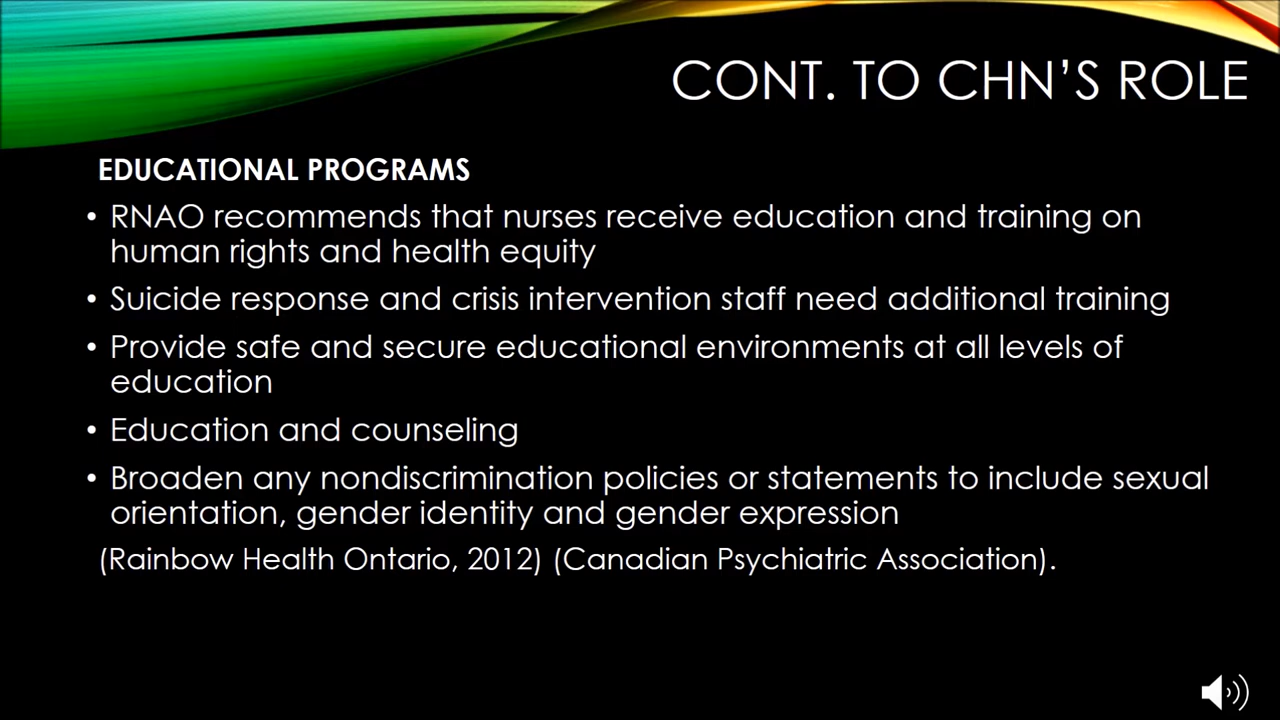 CONT. TO CHN'S ROLE
EDUCATIONAL PROGRAMS
• RNAO recommends that nurses receive education and training on
human rights and health equity
• Suicide response and crisis intervention staff need additional training
• Provide safe and secure educational environments at all levels of
education
• Education and counseling
• Broaden any nondiscrimination policies or statements to include sexual
orientation, gender identity and gender expression
(Rainbow Health Ontario, 2012) (Canadian Psychiatric Association).